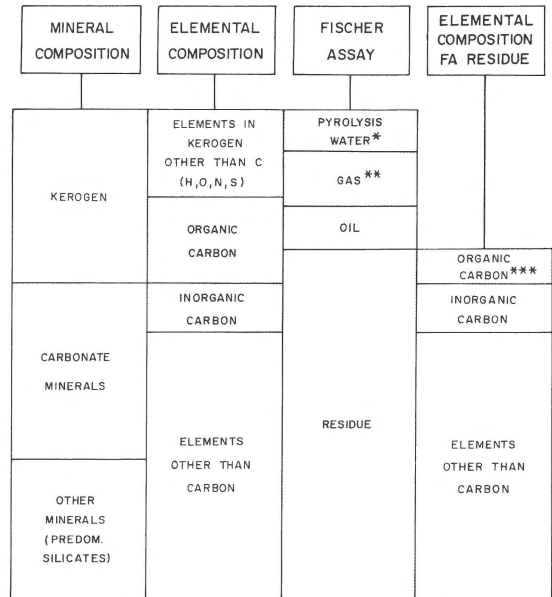 MINERAL
COMPOSITION
ELEMENTAL
COMPOSITION
FISCHER
ASSAY
ELEMENTAL
COMPOSITION
FA RESIDUE
KEROGEN
CARBONATE
MINERALS
OTHER
MINERALS
(PREDOM.
SILICATES)
ELEMENTS IN
KEROGEN
OTHER THAN C
(H,O,N,S)
ORGANIC
CARBON
INORGANIC
CARBON
ELEMENTS
OTHER THAN
CARBON
PYROLYSIS
WATER*
GAS**
OIL
RESIDUE
ORGANIC
CARBON***
INORGANIC
CARBON
ELEMENTS
OTHER THAN
CARBON